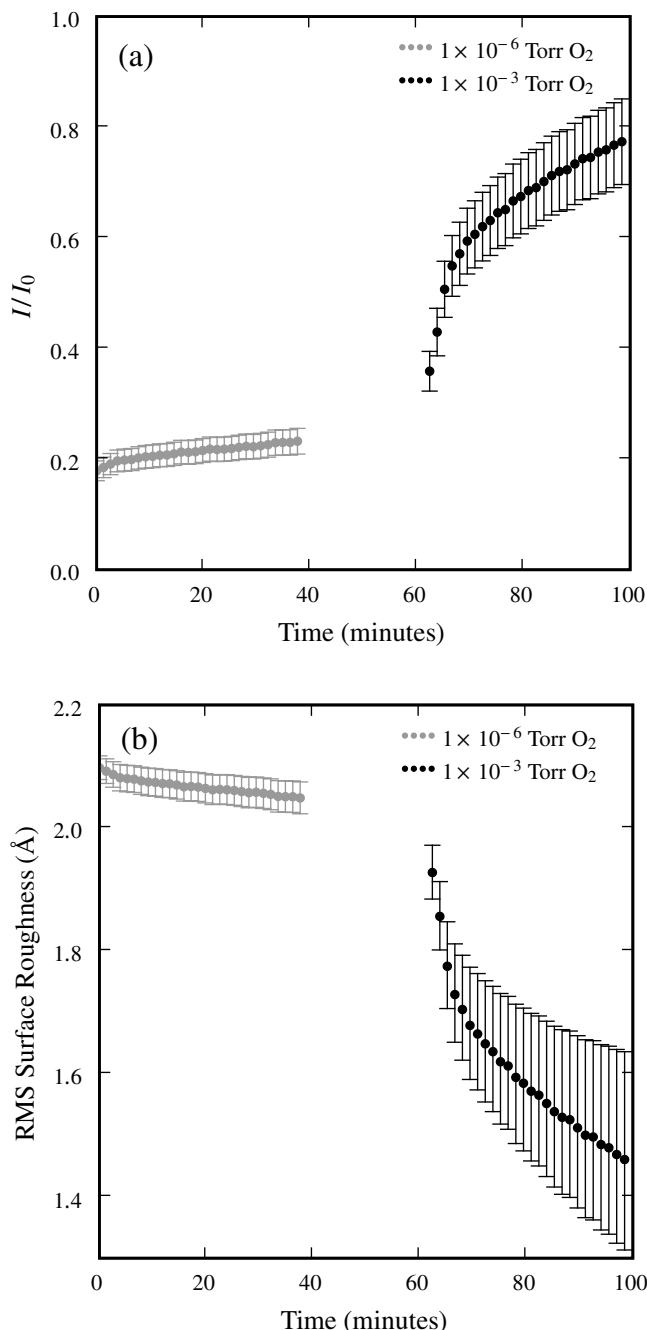 1.0
(a)
1 × 10⁻⁶ Torr O₂
1 × 10⁻³ Torr O₂
0.8
0.6
I/I₀
0.4
0.2
0.0
0 20 40 60 80 100
Time (minutes)
2.2
(b)
1 × 10⁻⁶ Torr O₂
1 × 10⁻³ Torr O₂
2.0
1.8
RMS Surface Roughness (Å)
1.6
1.4
0 20 40 60 80 100
Time (minutes)